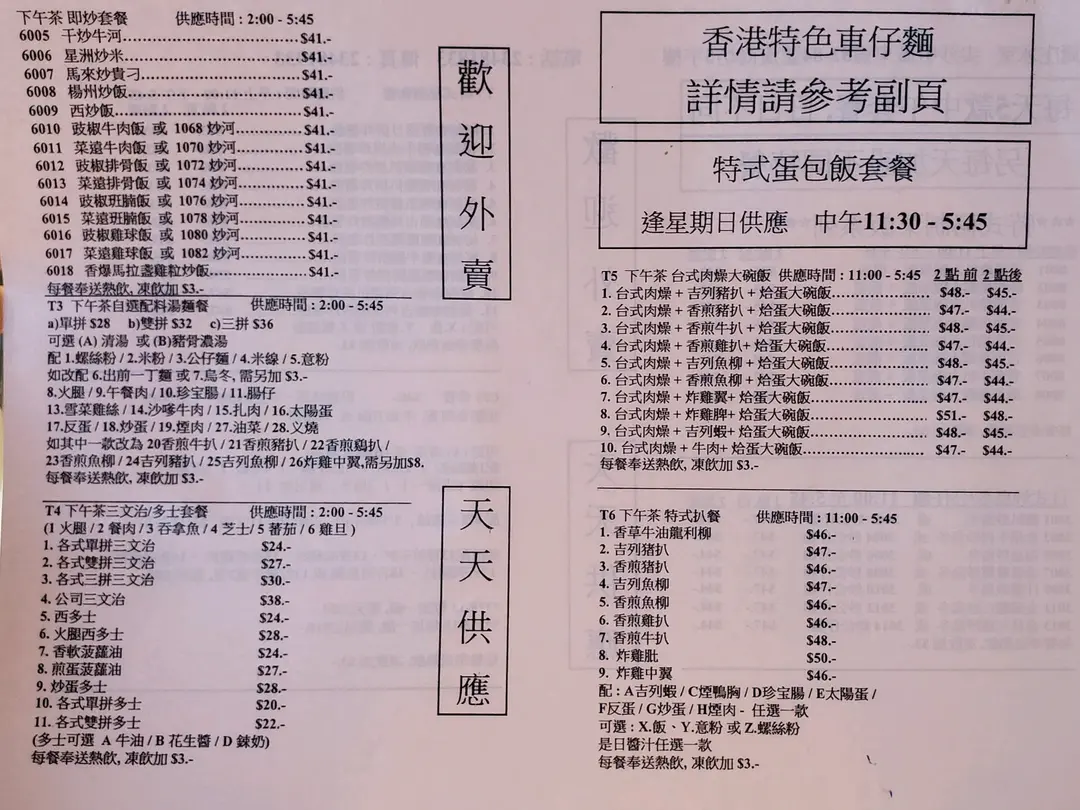 下午茶 即炒套餐 供應時間 : 2:00 - 5:45
6005 干炒牛河 $41.-
6006 星洲炒米 $41.-
6007 馬來炒貴刁 $41.-
6008 楊州炒飯 $41.-
6009 西炒飯 $41.-
6010 豉椒牛肉飯 或 1068 炒河 $41.-
6011 菜遠牛肉飯 或 1070 炒河 $41.-
6012 豉椒排骨飯 或 1072 炒河 $41.-
6013 菜遠排骨飯 或 1074 炒河 $41.-
6014 豉椒班腩飯 或 1076 炒河 $41.-
6015 菜遠班腩飯 或 1078 炒河 $41.-
6016 豉椒雞球飯 或 1080 炒河 $41.-
6017 菜遠雞球飯 或 1082 炒河 $41.-
6018 香爆馬拉盞雞粒炒飯 $41.-
每餐奉送熱飲, 凍飲加 $3.-
T3 下午茶自選配料湯麵餐 供應時間 : 2:00 - 5:45
a)單拼 $28 b)雙拼 $32 c)三拼 $36
可選 (A) 清湯 或 (B)豬骨濃湯
配 1.螺絲粉 / 2.米粉 / 3.公仔麵 / 4.米線 / 5.意粉
如改配 6.出前一丁麵 或 7.烏冬, 需另加 $3.-
8.火腿 / 9.午餐肉 / 10.珍宝腸 / 11.腸仔
13.雪菜雞絲 / 14.沙嗲牛肉 / 15.扎肉 / 16.太陽蛋
17.反蛋 / 18.炒蛋 / 19.煙肉 / 27.油菜 / 28.义燒
如其中一款改為 20香煎牛扒 / 21香煎豬扒 / 22香煎鷄扒 /
23香煎魚柳 / 24吉列豬扒 / 25吉列魚柳 / 26炸雞中翼,需另加$8.
每餐奉送熱飲, 凍飲加 $3.-
T4 下午茶三文治/多士套餐 供應時間 : 2:00 - 5:45
(1 火腿 / 2 餐肉 / 3 吞拿魚 / 4 芝士/ 5 蕃茄 / 6 雞旦 )
1. 各式單拼三文治 $24.-
2. 各式雙拼三文治 $27.-
3. 各式三拼三文治 $30.-
4. 公司三文治 $38.-
5. 西多士 $24.-
6. 火腿西多士 $28.-
7. 香軟菠蘿油 $24.-
8. 煎蛋菠蘿油 $27.-
9. 炒蛋多士 $28.-
10. 各式單拼多士 $20.-
11. 各式雙拼多士 $22.-
(多士可選 A 牛油 / B 花生醬 / D 鍊奶)
每餐奉送熱飲, 凍飲加 $3.-
歡迎外賣
天天供應
香港特色車仔麵
詳情請參考副頁
特式蛋包飯套餐
逢星期日供應 中午11:30 - 5:45
T5 下午茶 台式肉燥大碗飯 供應時間 : 11:00 - 5:45 2 點前 2 點後
1. 台式肉燥 + 吉列豬扒 + 烚蛋大碗飯 $48.- $45.-
2. 台式肉燥 + 香煎豬扒 + 烚蛋大碗飯 $47.- $44.-
3. 台式肉燥 + 香煎牛扒 + 烚蛋大碗飯 $48.- $45.-
4. 台式肉燥 + 香煎雞扒 + 烚蛋大碗飯 $47.- $44.-
5. 台式肉燥 + 吉列魚柳 + 烚蛋大碗飯 $48.- $45.-
6. 台式肉燥 + 香煎魚柳 + 烚蛋大碗飯 $47.- $44.-
7. 台式肉燥 + 炸雞翼+ 烚蛋大碗飯 $47.- $44.-
8. 台式肉燥 + 炸雞脾+ 烚蛋大碗飯 $51.- $48.-
9. 台式肉燥 + 吉列蝦+ 烚蛋大碗飯 $48.- $45.-
10. 台式肉燥 + 牛肉+ 烚蛋大碗飯 $47.- $44.-
每餐奉送熱飲, 凍飲加 $3.-
T6 下午茶 特式扒餐 供應時間 : 11:00 - 5:45
1. 香草牛油龍利柳 $46.-
2. 吉列猪扒 $47.-
3. 香煎猪扒 $46.-
4. 吉列魚柳 $47.-
5. 香煎魚柳 $46.-
6. 香煎雞扒 $46.-
7. 香煎牛扒 $48.-
8. 炸雞肶 $50.-
9. 炸雞中翼 $46.-
配 : A吉列蝦 / C煙鴨胸 / D珍宝腸 / E太陽蛋 /
F反蛋 / G炒蛋 / H煙肉 - 任選一款
可選 : X.飯、Y.意粉 或 Z.螺絲粉
是日醬汁任選一款
每餐奉送熱飲, 凍飲加 $3.-